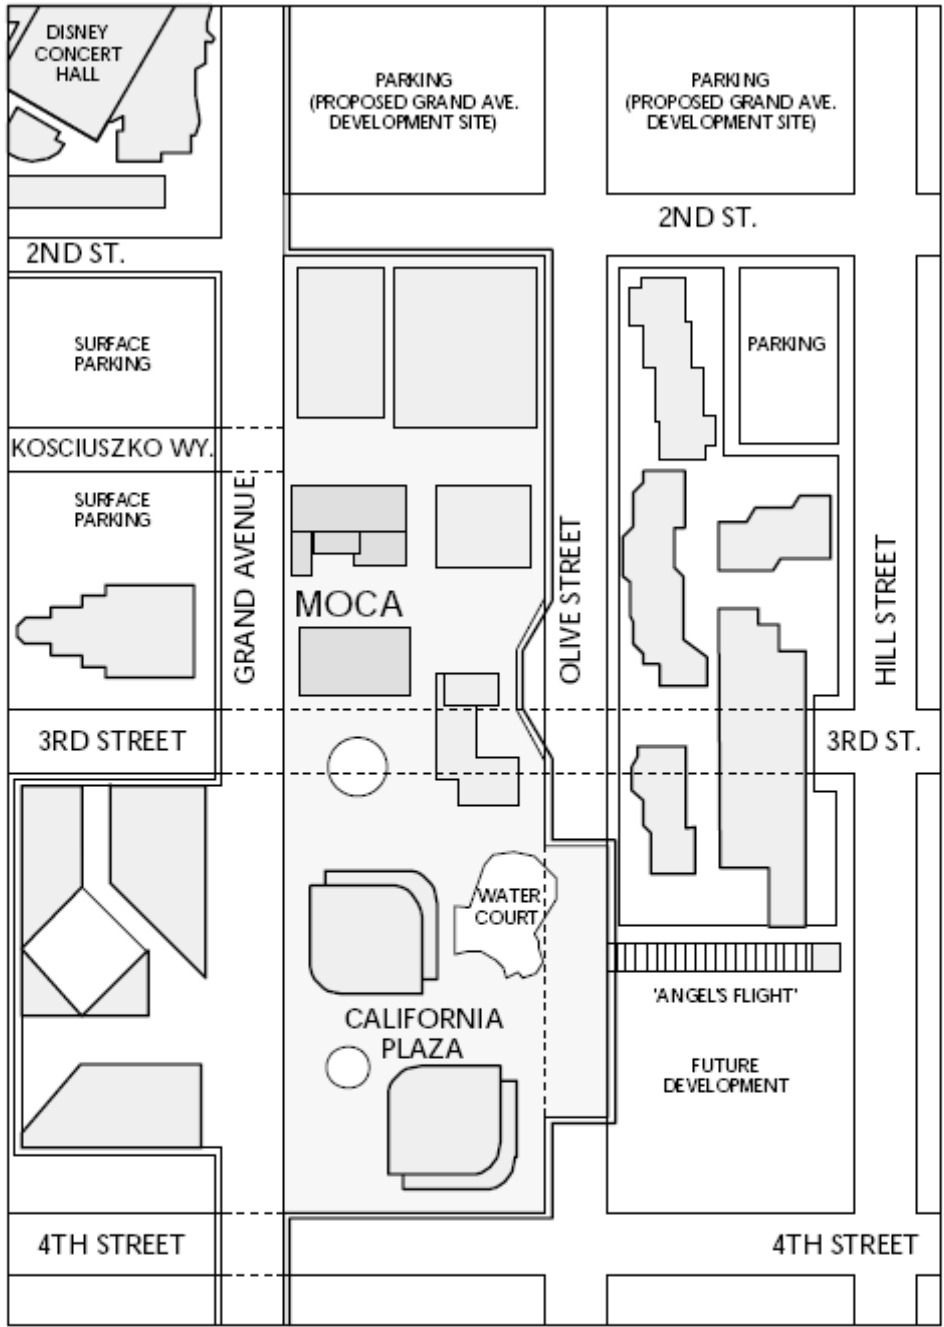 DISNEY
CONCERT
HALL
PARKING
(PROPOSED GRAND AVE.
DEVELOPMENT SITE)
PARKING
(PROPOSED GRAND AVE.
DEVELOPMENT SITE)
2ND ST.
2ND ST.
SURFACE
PARKING
PARKING
KOSCIUSZKO WY.
SURFACE
PARKING
GRAND AVENUE
OLIVE STREET
HILL STREET
MOCA
3RD STREET
3RD ST.
WATER
COURT
'ANGEL'S FLIGHT'
CALIFORNIA
PLAZA
FUTURE
DEVELOPMENT
4TH STREET
4TH STREET